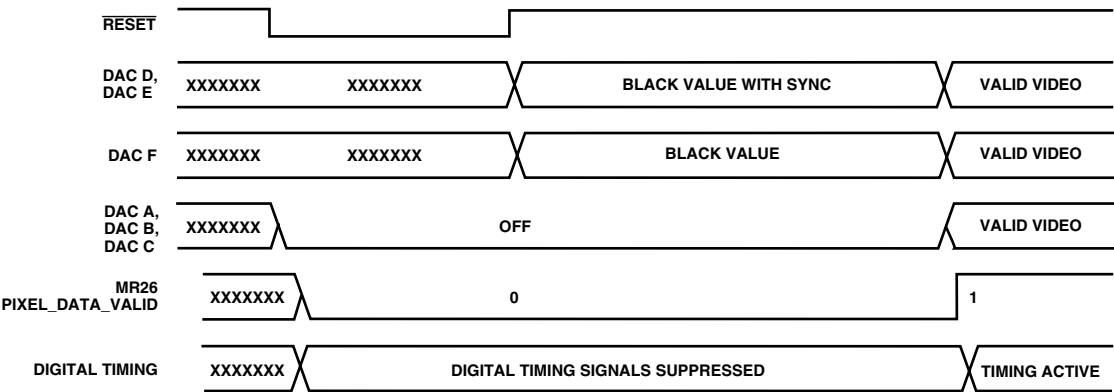 RESET
DAC D,
DAC E
XXXXXXX XXXXXXX BLACK VALUE WITH SYNC VALID VIDEO
DAC F XXXXXXX XXXXXXX BLACK VALUE VALID VIDEO
DAC A,
DAC B,
DAC C
XXXXXXX OFF VALID VIDEO
MR26
PIXEL_DATA_VALID
XXXXXXX 0 1
DIGITAL TIMING XXXXXXX DIGITAL TIMING SIGNALS SUPPRESSED TIMING ACTIVE